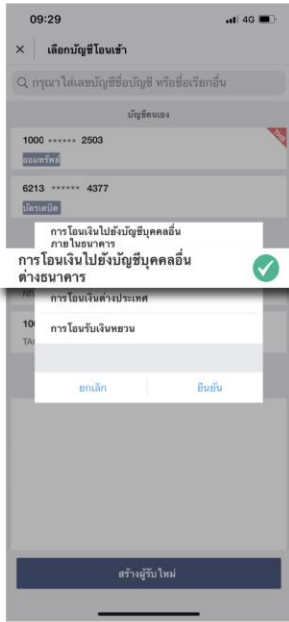 09:29
4G
× เลือกบัญชีโอนเข้า
กรุณาใส่เลขบัญชีชื่อบัญชี หรือชื่อเรียกอื่น
บัญชีตนเอง
1000 ****** 2503
THB
ออมทรัพย์
6213 ****** 4377
บัตรเดบิต
การโอนเงินไปยังบัญชีบุคคลอื่น
ภายในธนาคาร
การโอนเงินไปยังบัญชีบุคคลอื่น
ต่างธนาคาร
การโอนเงินต่างประเทศ
10
การโอนรับเงินหยวน
ยกเลิก ยืนยัน
สร้างผู้รับใหม่